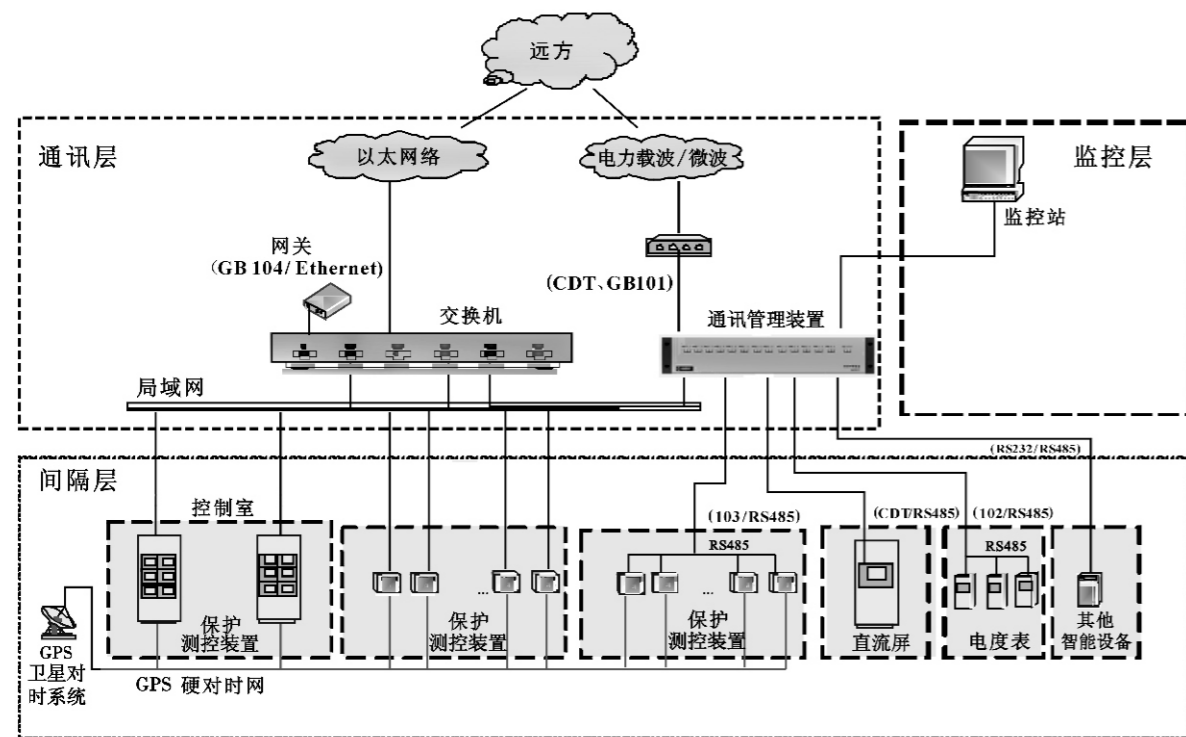 远方
通讯层
以太网络
电力载波/微波
监控层
监控站
网关
(GB 104/ Ethernet)
(CDT、GB101)
交换机
通讯管理装置
局域网
(RS232/RS485)
间隔层
控制室
(103/RS485)
(CDT/RS485)
(102/RS485)
RS485
RS485
...
...
保护
测控装置
保护
测控装置
保护
测控装置
直流屏
电度表
其他
智能设备
GPS
卫星对
时系统
GPS 硬对时网